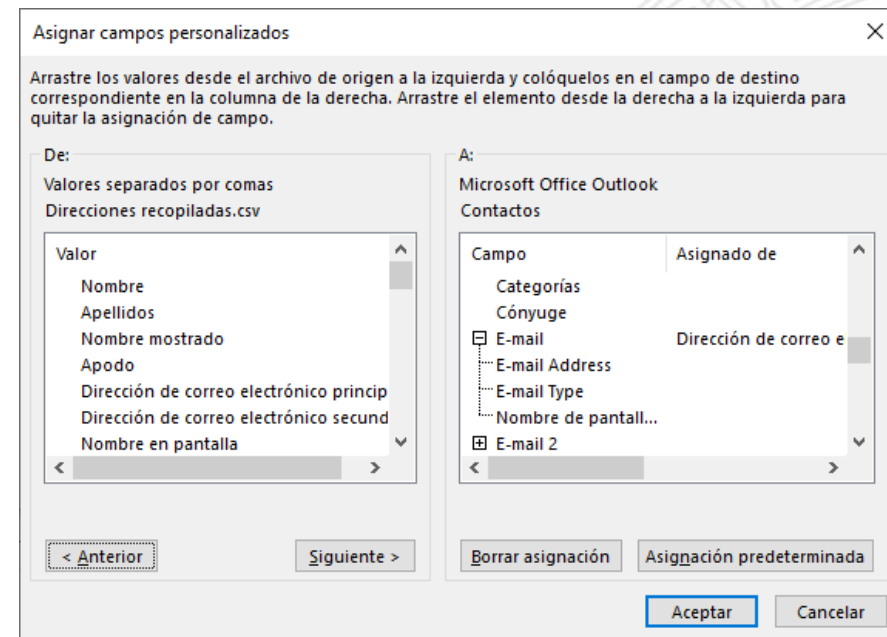 Asignar campos personalizados
Arrastre los valores desde el archivo de origen a la izquierda y colóquelos en el campo de destino
correspondiente en la columna de la derecha. Arrastre el elemento desde la derecha a la izquierda para
quitar la asignación de campo.
De:
Valores separados por comas
Direcciones recopiladas.csv
Valor
Nombre
Apellidos
Nombre mostrado
Apodo
Dirección de correo electrónico princip
Dirección de correo electrónico secund
Nombre en pantalla
< Anterior
Siguiente >
A:
Microsoft Office Outlook
Contactos
Campo Asignado de
Categorías
Cónyuge
E-mail Dirección de correo e
E-mail Address
E-mail Type
Nombre de pantall...
E-mail 2
Borrar asignación
Asignación predeterminada
Aceptar
Cancelar